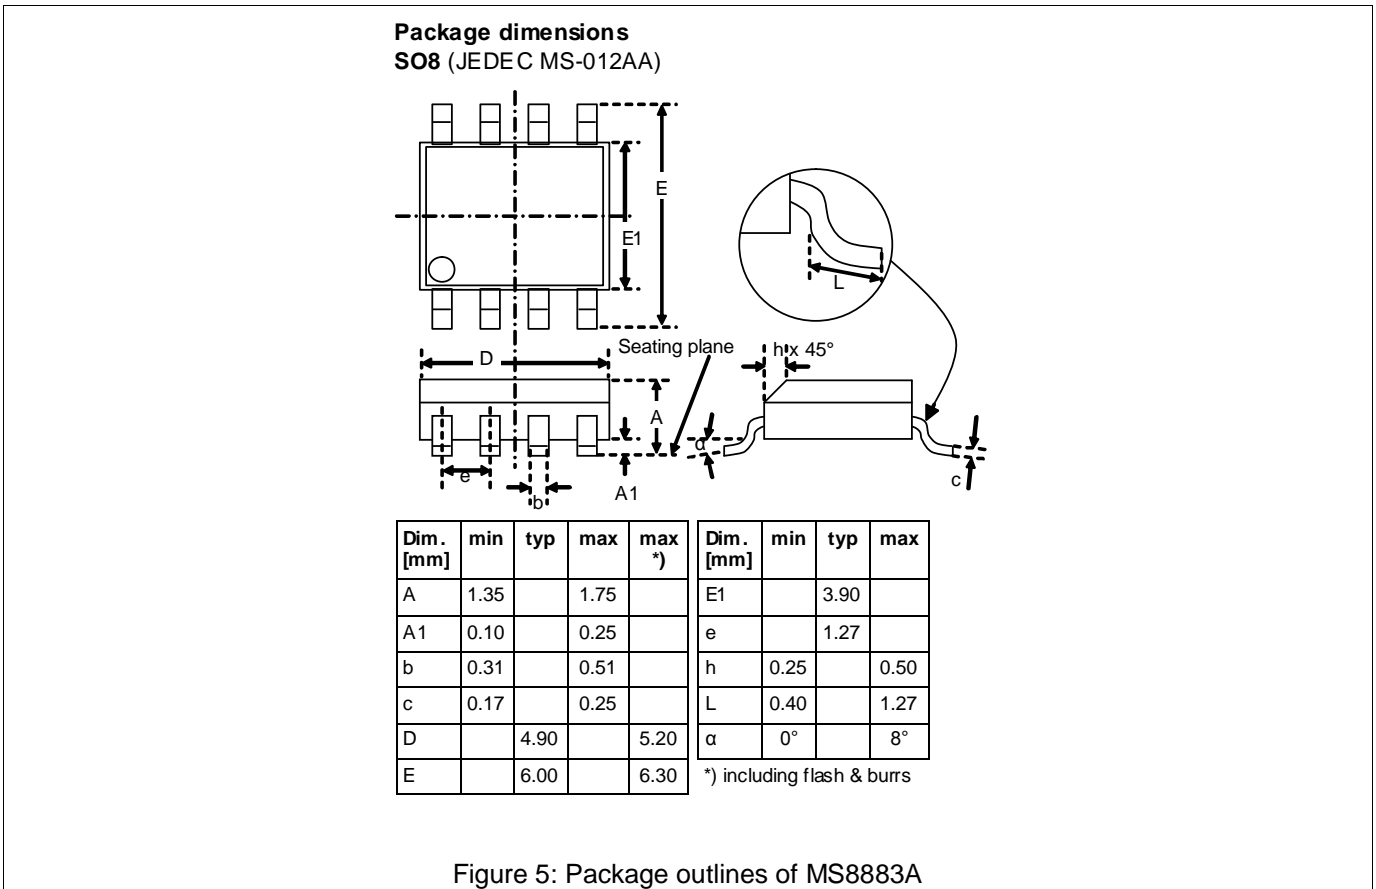 Package dimensions
SO8 (JEDEC MS-012AA)
E
E1
L
D
Seating plane
h x 45°
A
α
e
b
A1
c
Dim. [mm] min typ max max *)
A 1.35 1.75
A1 0.10 0.25
b 0.31 0.51
c 0.17 0.25
D 4.90 5.20
E 6.00 6.30
Dim. [mm] min typ max
E1 3.90
e 1.27
h 0.25 0.50
L 0.40 1.27
α 0° 8°
*) including flash & burrs
Figure 5: Package outlines of MS8883A